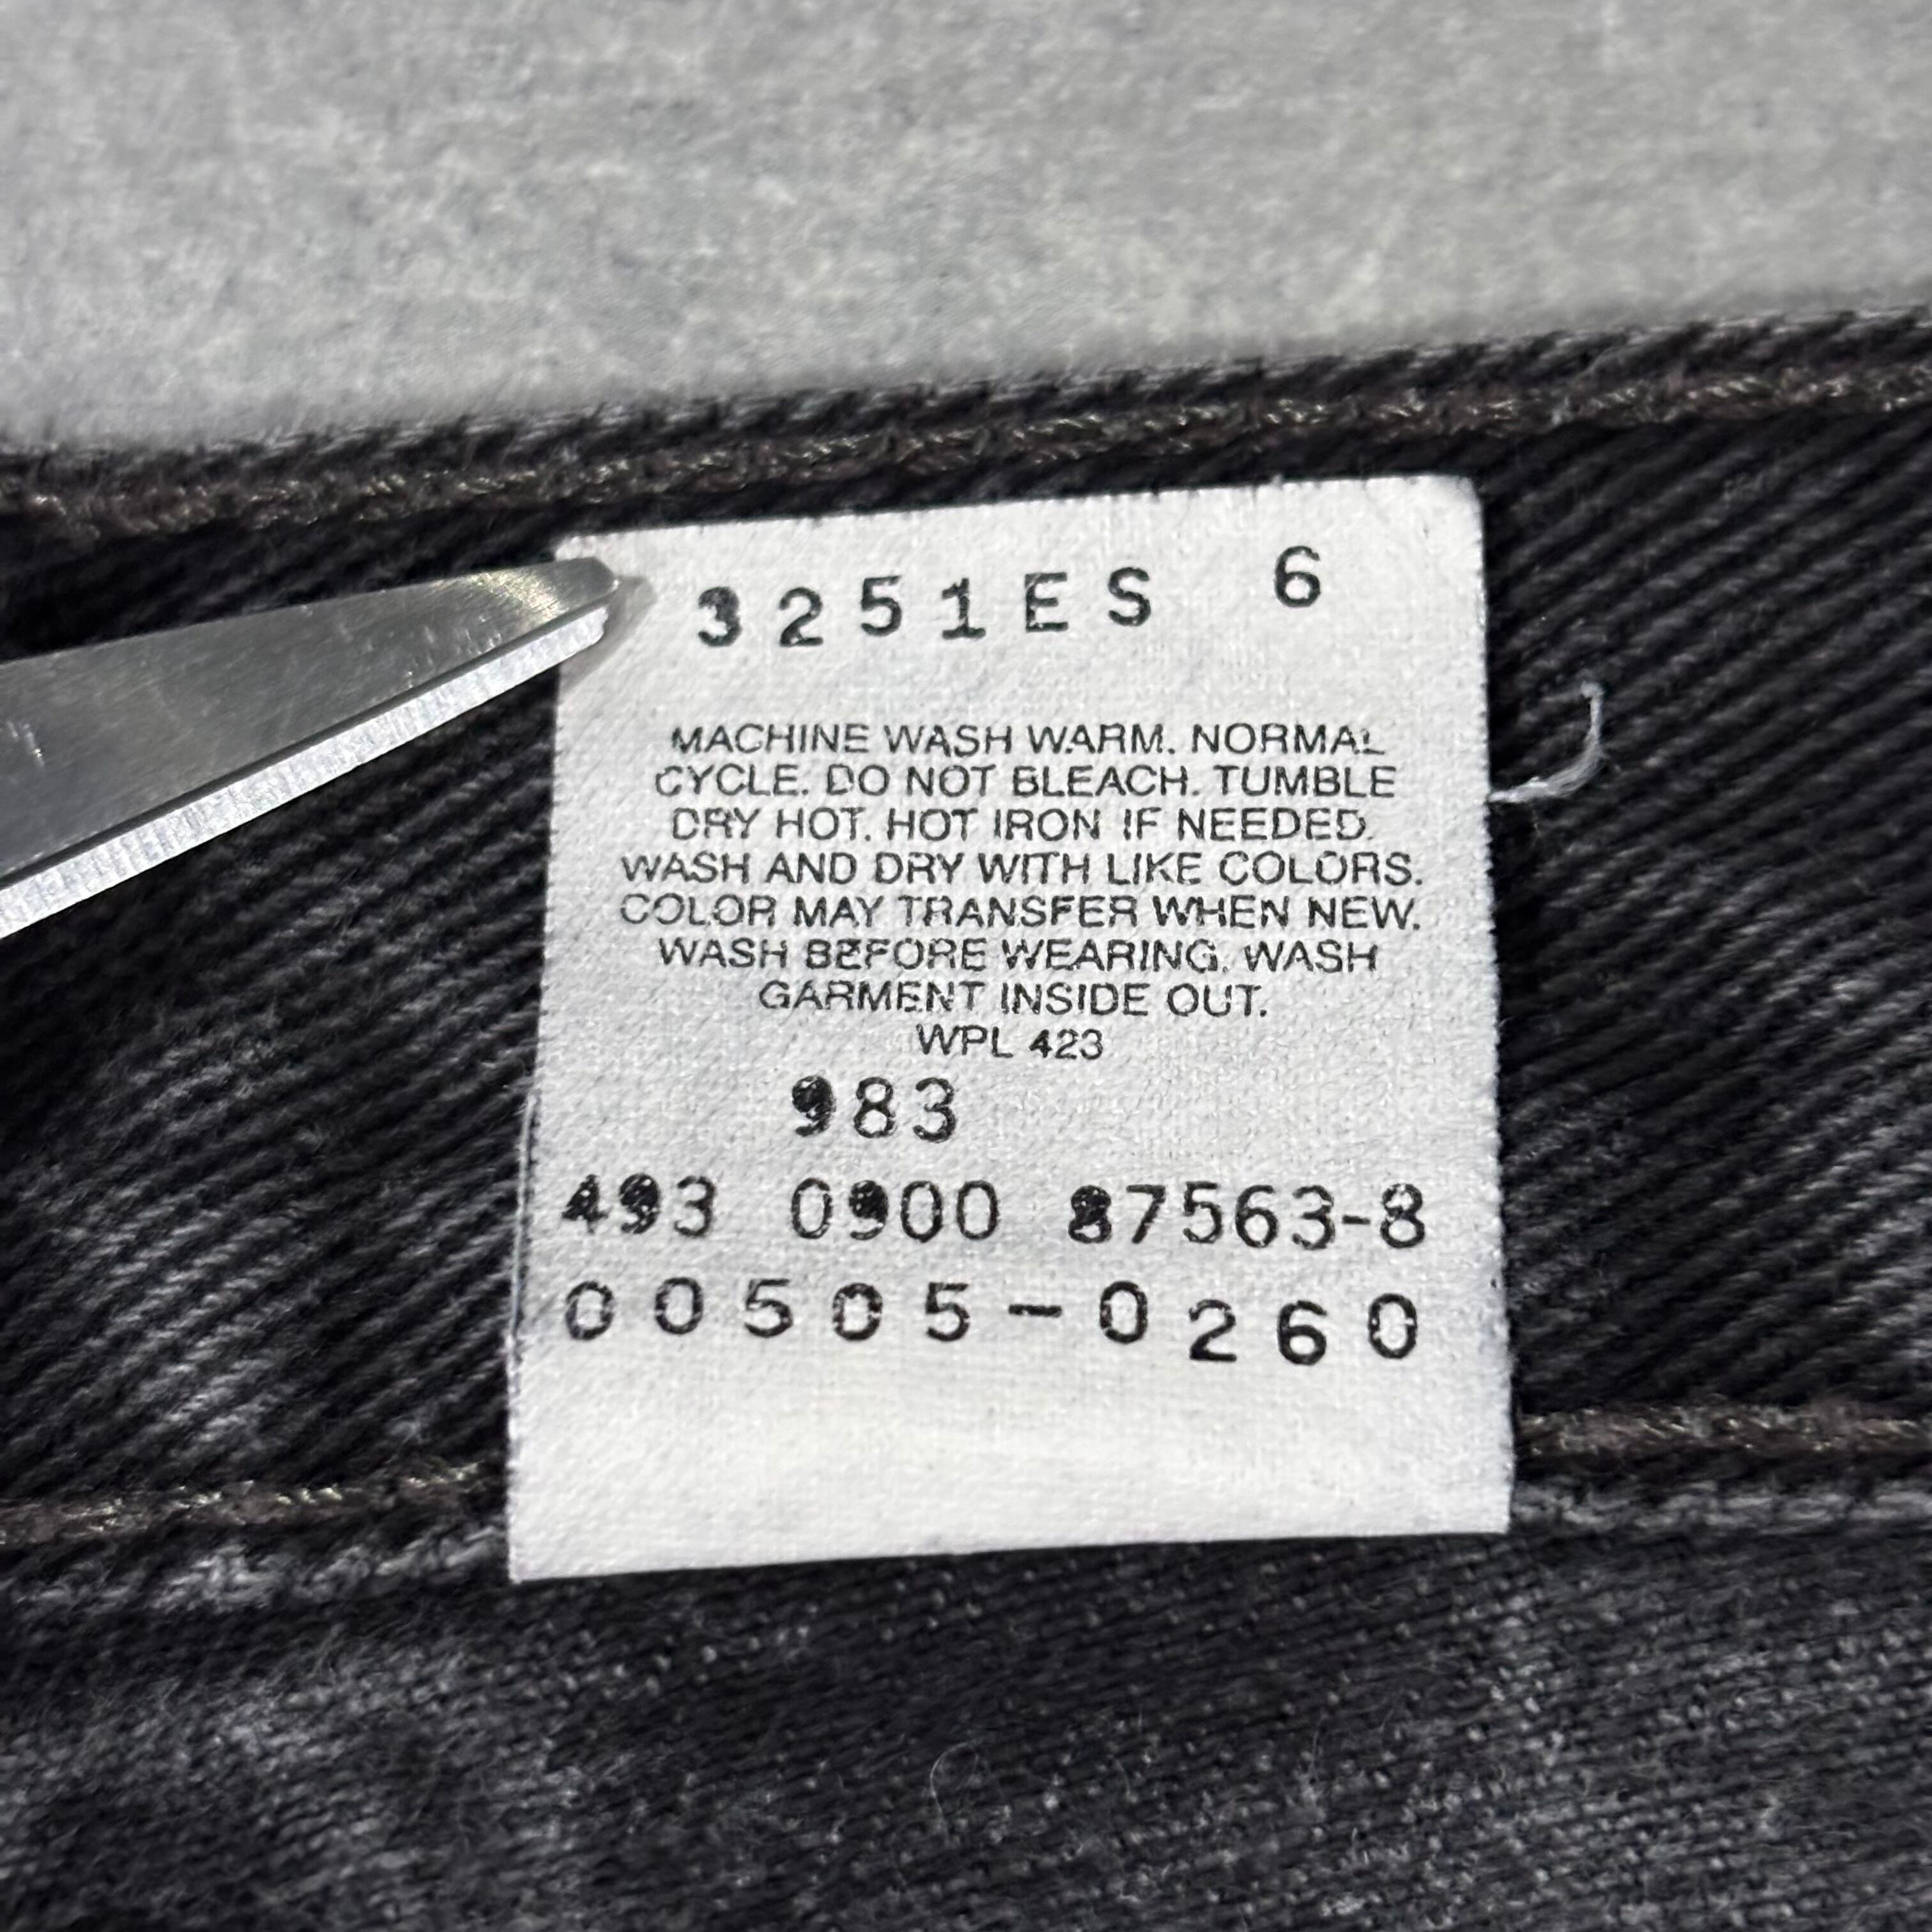 3251ES 6
MACHINE WASH WARM. NORMAL
CYCLE. DO NOT BLEACH. TUMBLE
DRY HOT. HOT IRON IF NEEDED.
WASH AND DRY WITH LIKE COLORS.
COLOR MAY TRANSFER WHEN NEW.
WASH BEFORE WEARING. WASH
GARMENT INSIDE OUT.
WPL 423
983
493 0900 87563-8
00505-0260